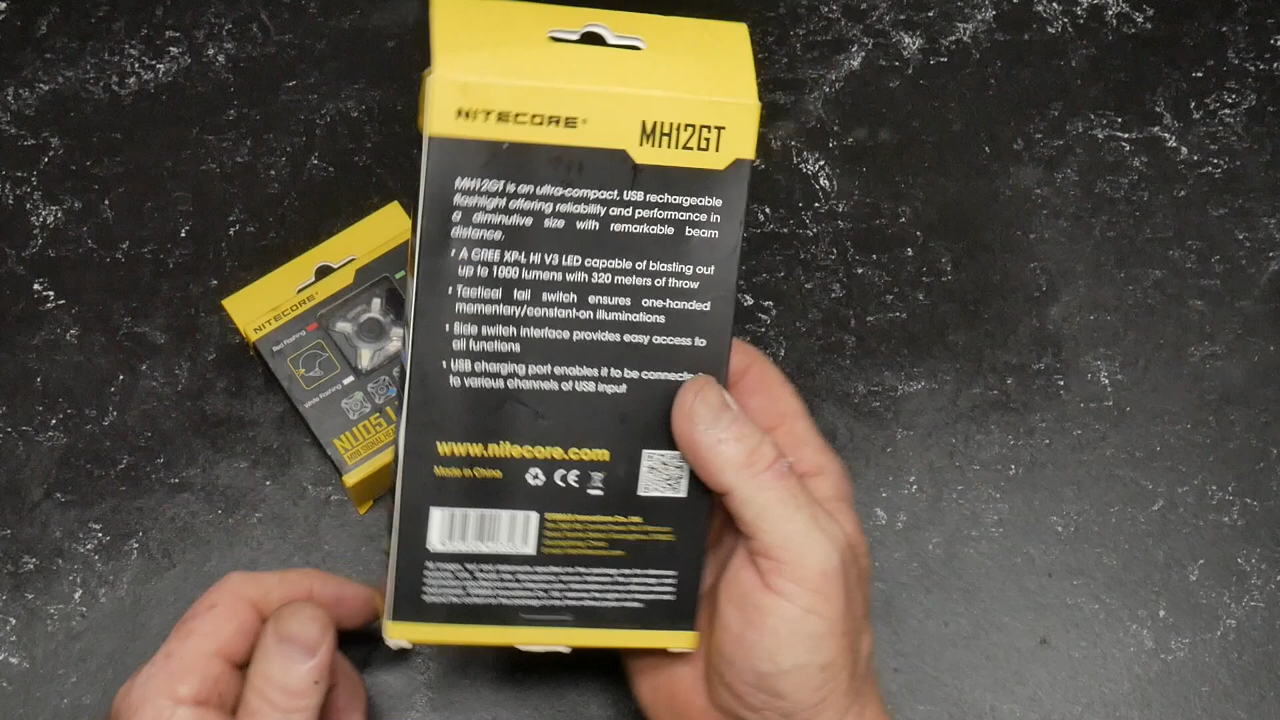 NITECORE®
MH12GT
MH12GT is an ultra-compact, USB rechargeable
flashlight offering reliability and performance in
a diminutive size with remarkable beam
distance.
A CREE XP-L HI V3 LED capable of blasting out
up to 1000 lumens with 320 meters of throw
Tactical tail switch ensures one-handed
momentary/constant-on illuminations
Side switch interface provides easy access to
all functions
USB charging port enables it to be
to various channels of USB input
www.nitecore.com
Made in China
CE
NITECORE®
Red Flashing
White Flashing
NU05